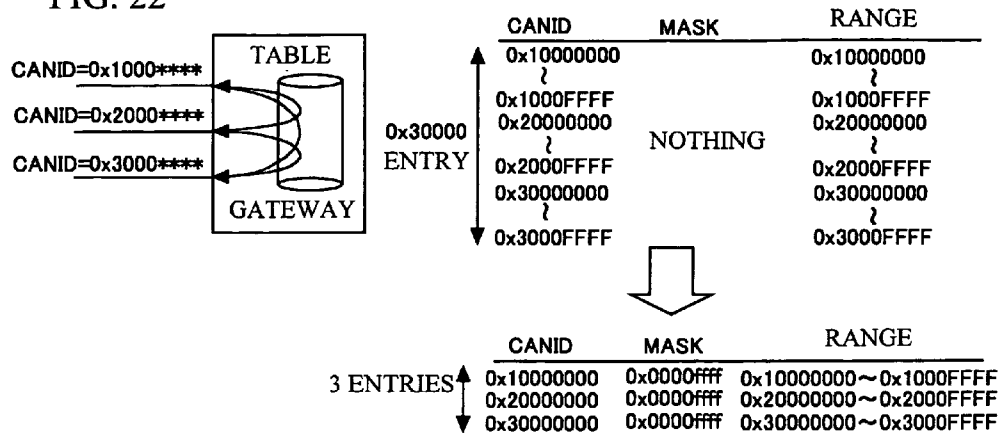 FIG. 22
TABLE
CANID=0x1000****
CANID=0x2000****
CANID=0x3000****
GATEWAY
CANID MASK RANGE
0x10000000 0x10000000
~ ~
0x1000FFFF 0x1000FFFF
0x20000000 0x20000000
0x30000
ENTRY
NOTHING
~ ~
0x2000FFFF 0x2000FFFF
0x30000000 0x30000000
~ ~
0x3000FFFF 0x3000FFFF
CANID MASK RANGE
3 ENTRIES
0x10000000 0x0000ffff 0x10000000~0x1000FFFF
0x20000000 0x0000ffff 0x20000000~0x2000FFFF
0x30000000 0x0000ffff 0x30000000~0x3000FFFF